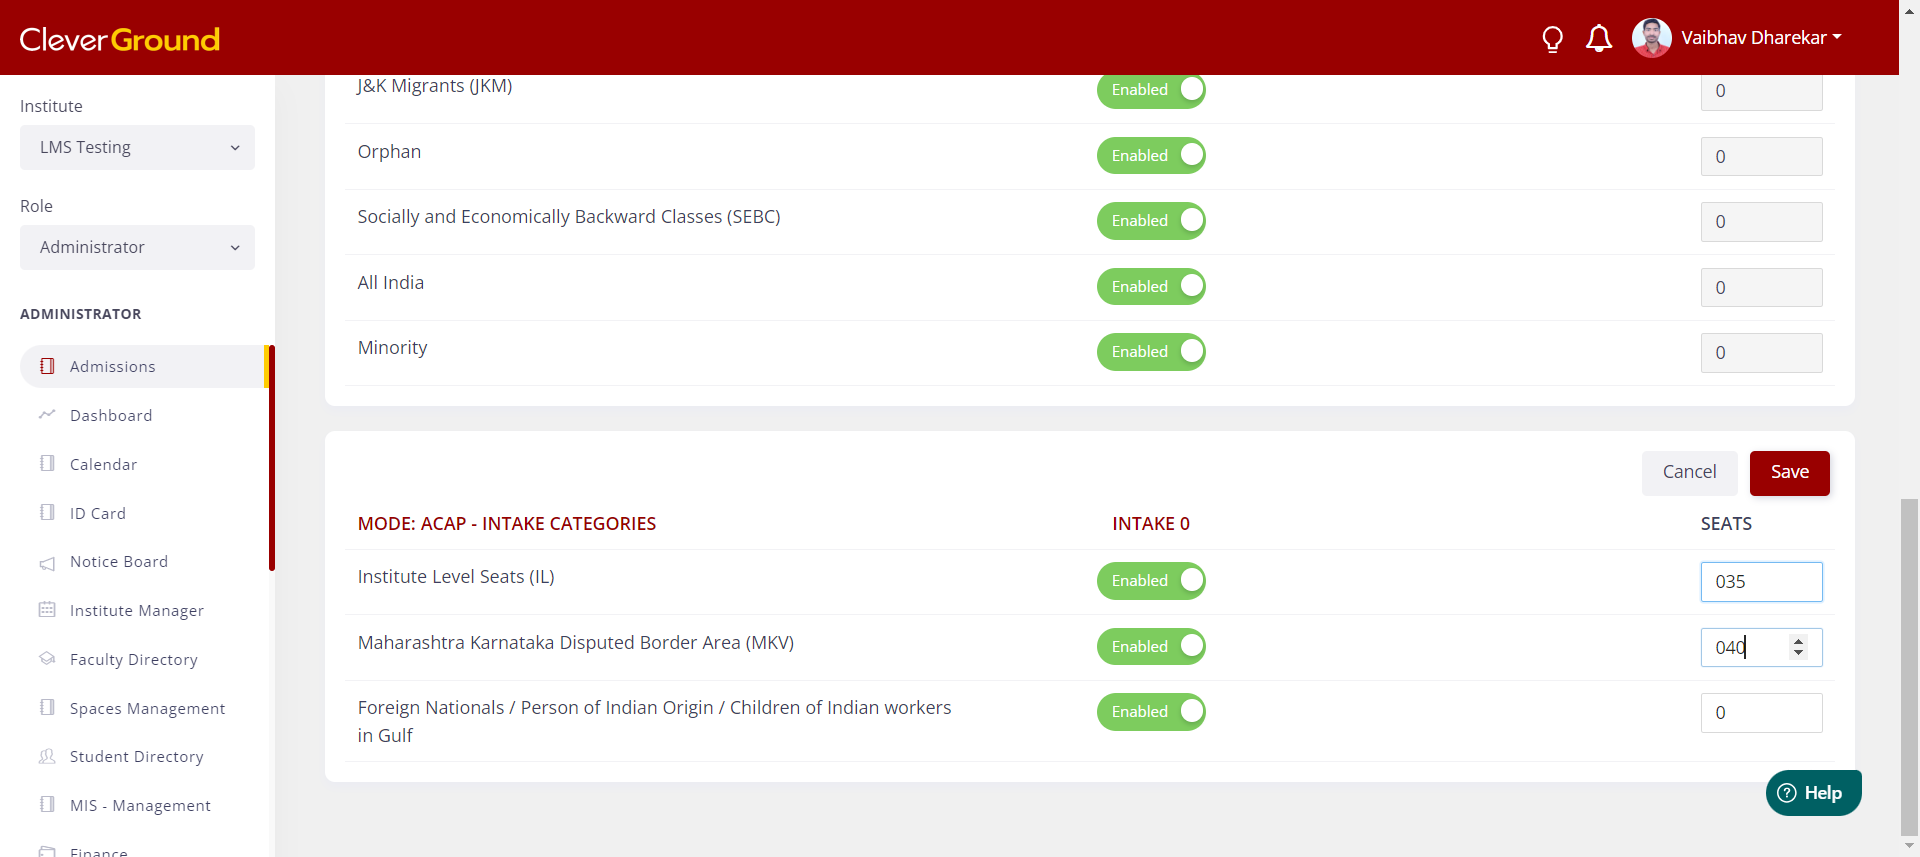 CleverGround
Vaibhav Dharekar
Institute
LMS Testing
Role
Administrator
ADMINISTRATOR
Admissions
Dashboard
Calendar
ID Card
Notice Board
Institute Manager
Faculty Directory
Spaces Management
Student Directory
MIS - Management
Finance
J&K Migrants (JKM) Enabled 0
Orphan Enabled 0
Socially and Economically Backward Classes (SEBC) Enabled 0
All India Enabled 0
Minority Enabled 0
Cancel Save
MODE: ACAP - INTAKE CATEGORIES INTAKE 0 SEATS
Institute Level Seats (IL) Enabled 035
Maharashtra Karnataka Disputed Border Area (MKV) Enabled 040
Foreign Nationals / Person of Indian Origin / Children of Indian workers Enabled 0
in Gulf
Help